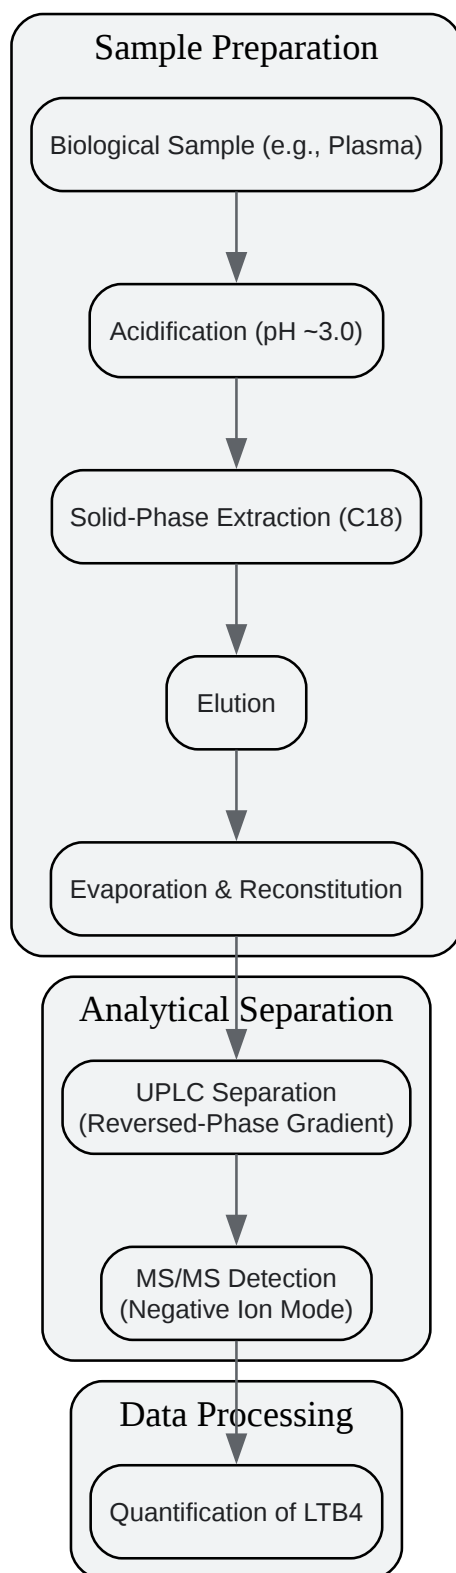 Sample Preparation
Biological Sample (e.g., Plasma)
Acidification (pH ~3.0)
Solid-Phase Extraction (C18)
Elution
Evaporation & Reconstitution
Analytical Separation
UPLC Separation
(Reversed-Phase Gradient)
MS/MS Detection
(Negative Ion Mode)
Data Processing
Quantification of LTB4